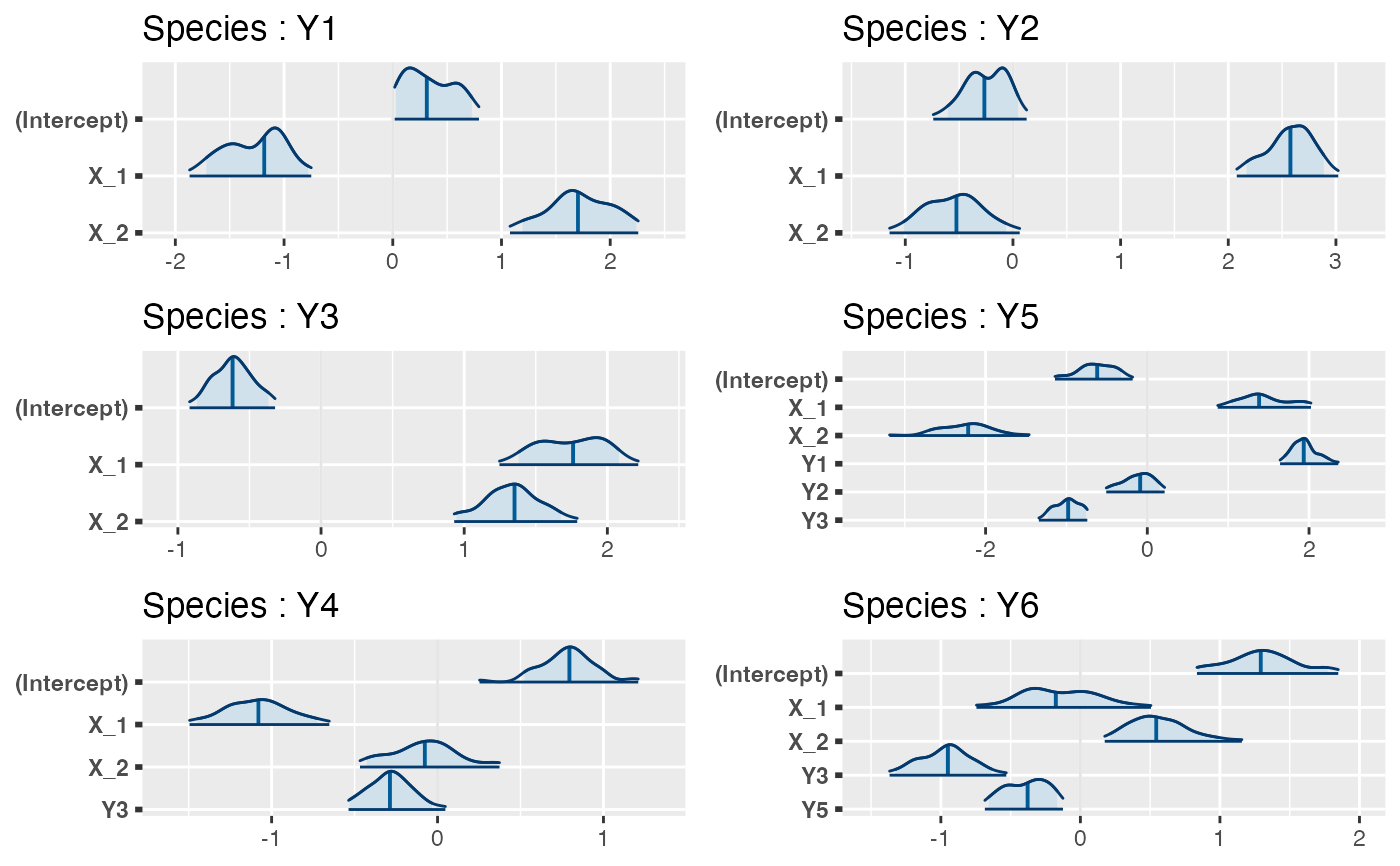 Species : Y1
(Intercept)
X_1
X_2
-2 -1 0 1 2
Species : Y2
(Intercept)
X_1
X_2
-1 0 1 2 3
Species : Y3
(Intercept)
X_1
X_2
-1 0 1 2
Species : Y5
(Intercept)
X_1
X_2
Y1
Y2
Y3
-2 0 2
Species : Y4
(Intercept)
X_1
X_2
Y3
-1 0 1
Species : Y6
(Intercept)
X_1
X_2
Y3
Y5
-1 0 1 2